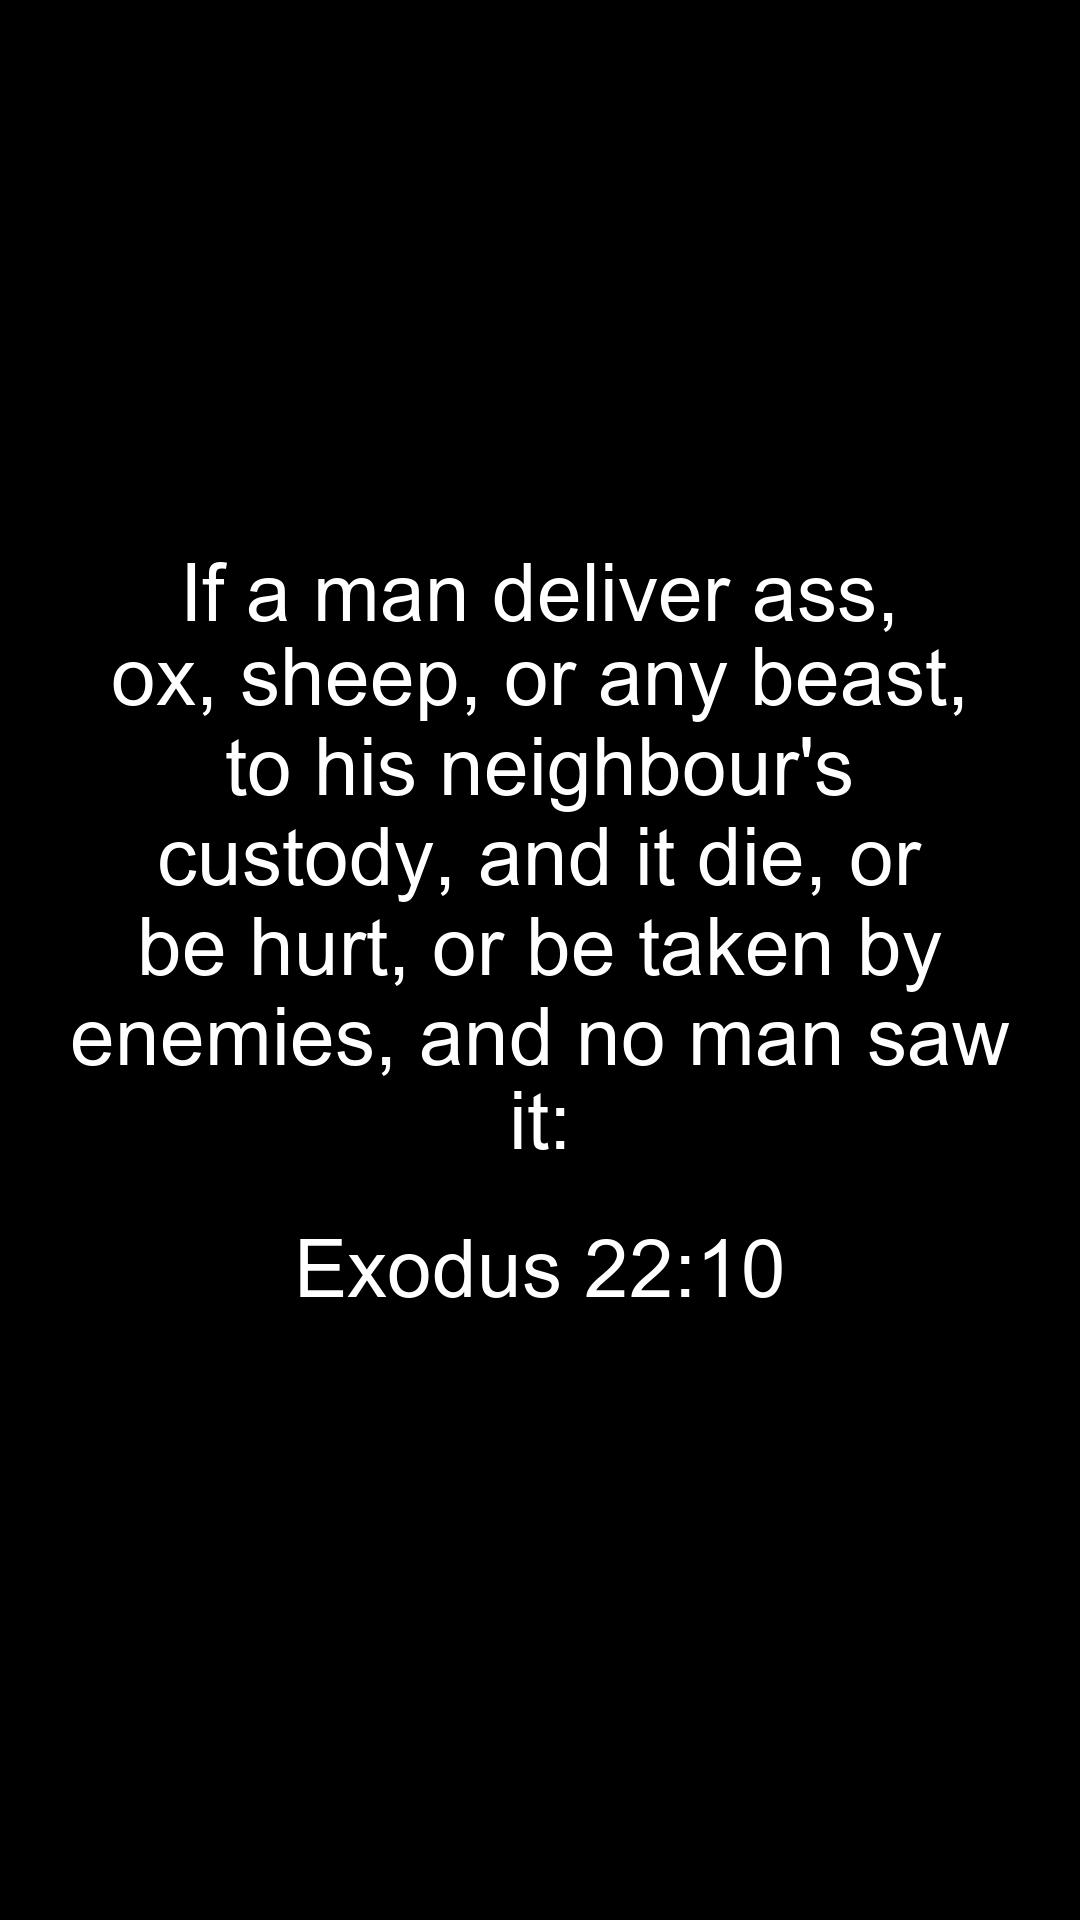 If a man deliver ass,
ox, sheep, or any beast,
to his neighbour's
custody, and it die, or
be hurt, or be taken by
enemies, and no man saw
it:
Exodus 22:10